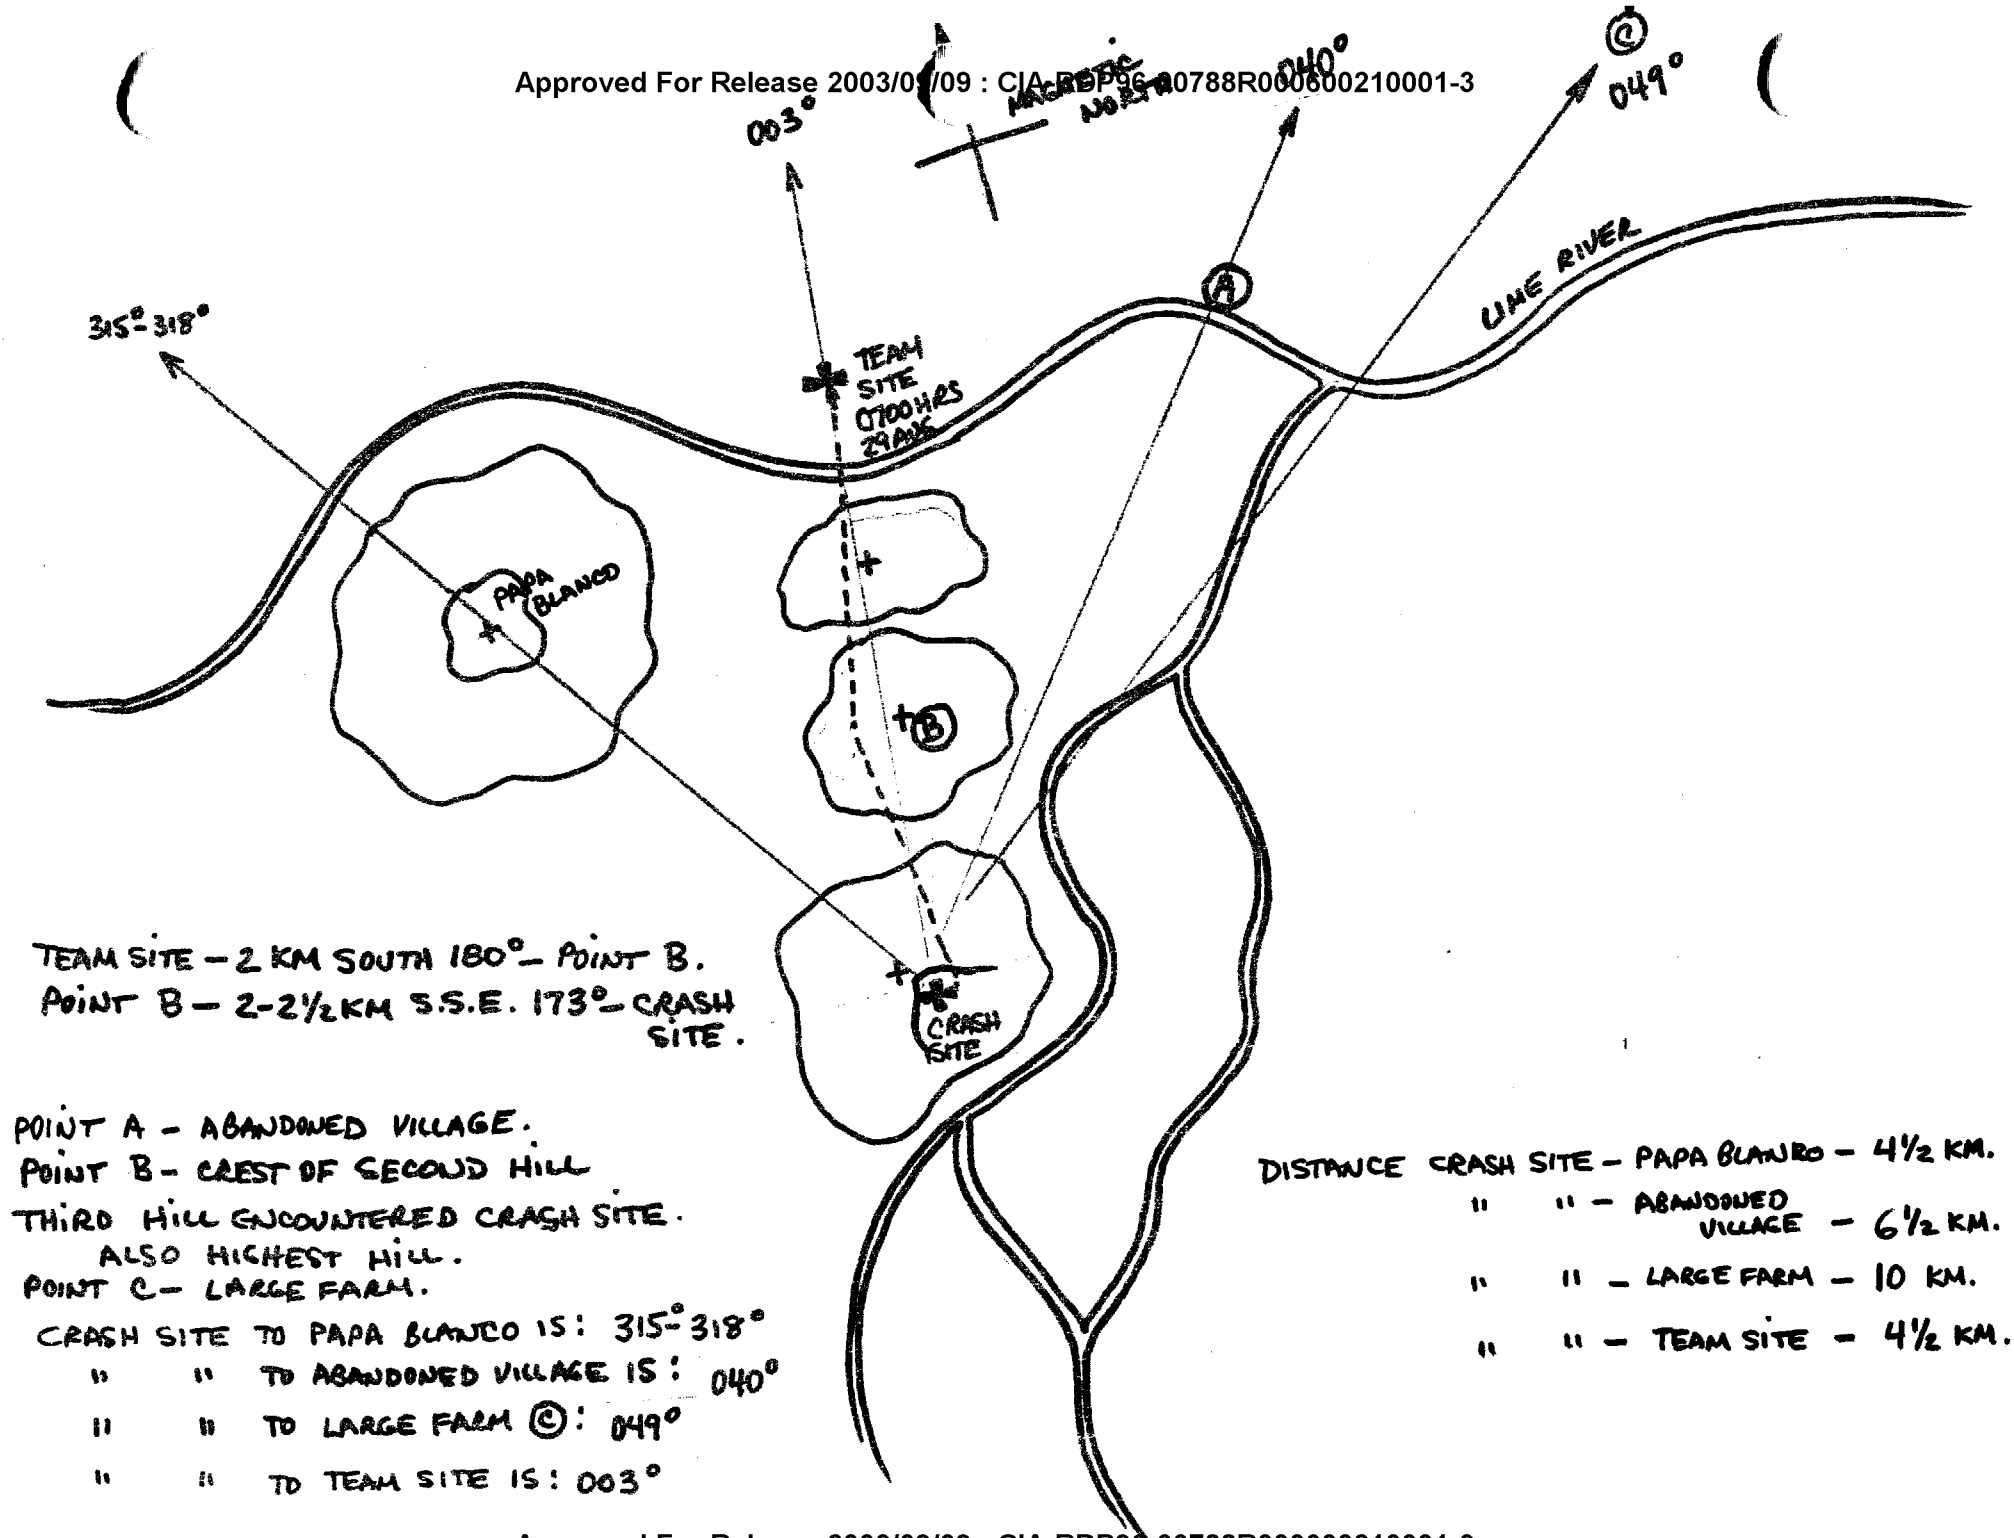 Approved For Release 2003/09/09 : CIA-RDP96-00788R000600210001-3
MAGNETIC
NORTH
003°
040°
C
049°
315°-318°
A
LIME RIVER
TEAM
SITE
0700HRS
29 AUG
PAPA
BLANCO
B
CRASH
SITE
TEAM SITE - 2 KM SOUTH 180° - POINT B.
POINT B - 2-2½ KM S.S.E. 173° - CRASH
SITE.
POINT A - ABANDONED VILLAGE.
POINT B - CREST OF SECOND HILL
THIRD HILL ENCOUNTERED CRASH SITE.
ALSO HIGHEST HILL.
POINT C - LARGE FARM.
CRASH SITE TO PAPA BLANCO IS: 315°-318°
" " TO ABANDONED VILLAGE IS: 040°
" " TO LARGE FARM C: 049°
" " TO TEAM SITE IS: 003°
DISTANCE CRASH SITE - PAPA BLANRO - 4½ KM.
" " - ABANDONED
VILLAGE - 6½ KM.
" " - LARGE FARM - 10 KM.
" " - TEAM SITE - 4½ KM.